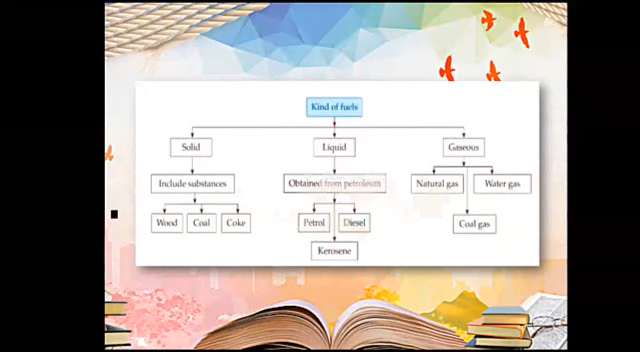 Kind of fuels
Solid
Liquid
Gaseous
Include substances
Obtained from petroleum
Natural gas
Water gas
Wood
Coal
Coke
Petrol
Diesel
Coal gas
Kerosene